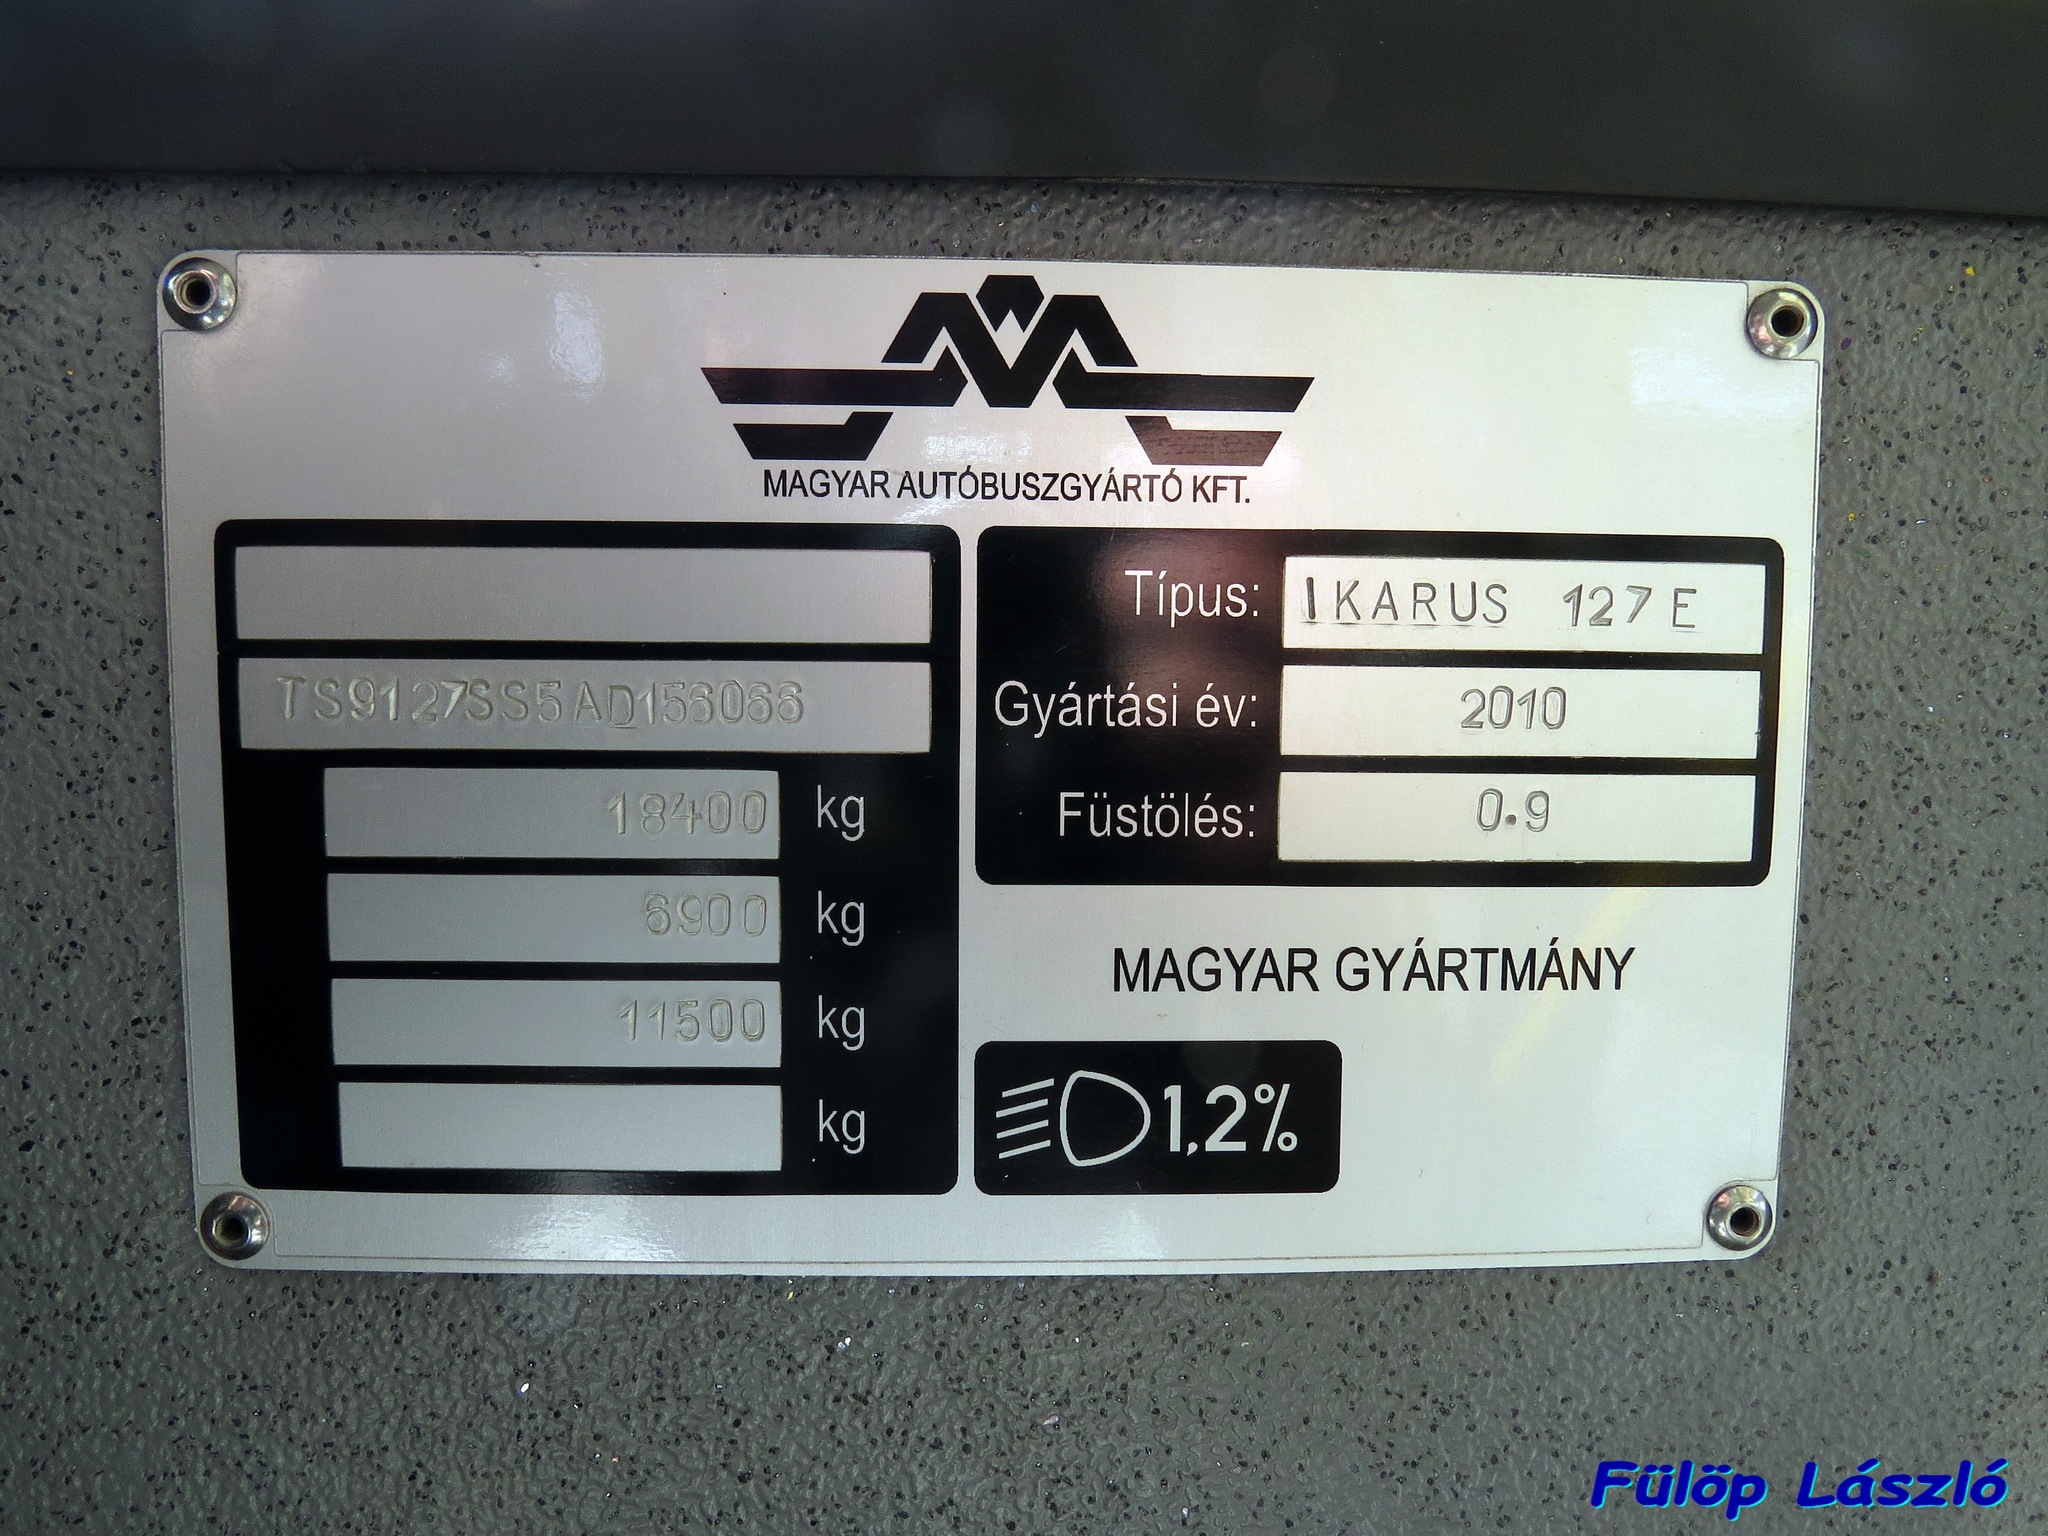 MAGYAR AUTÓBUSZGYÁRTÓ KFT.
TS9127SS5AD156066
18400 kg
6900 kg
11500 kg
kg
Típus: IKARUS 127E
Gyártási év: 2010
Füstölés: 0.9
MAGYAR GYÁRTMÁNY
1,2%
Fülöp László